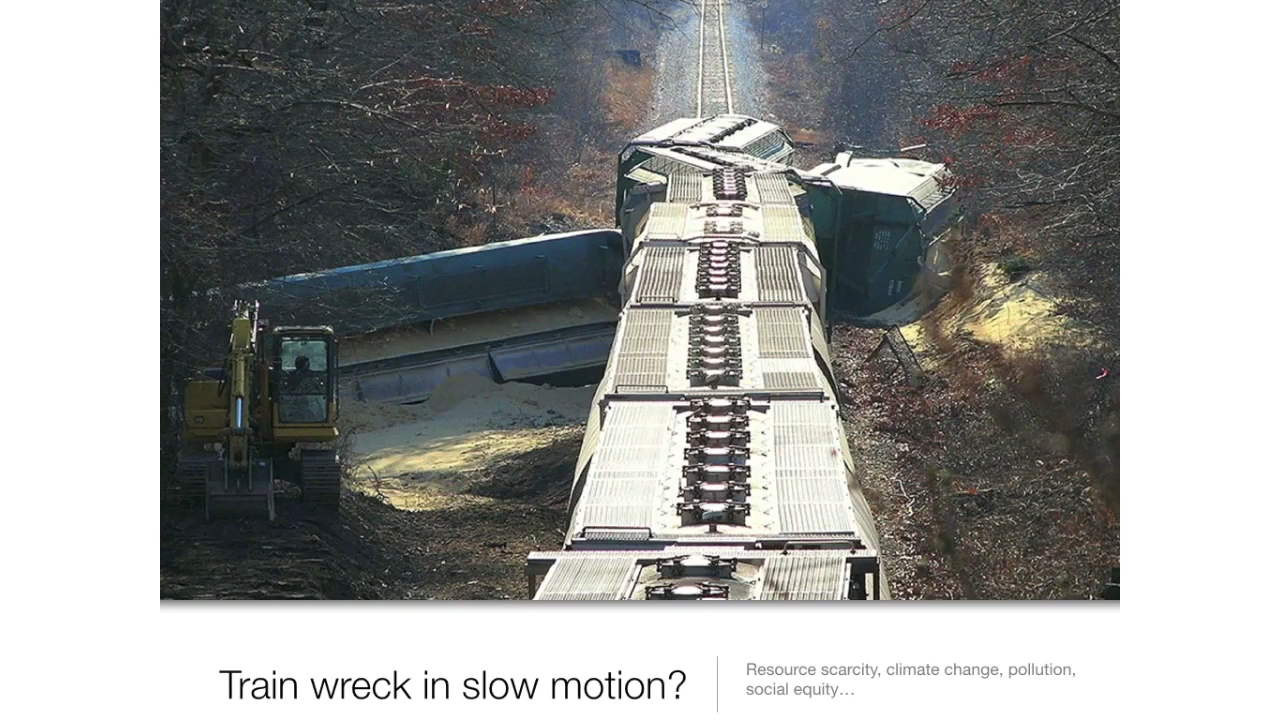 Train wreck in slow motion?
Resource scarcity, climate change, pollution,
social equity…